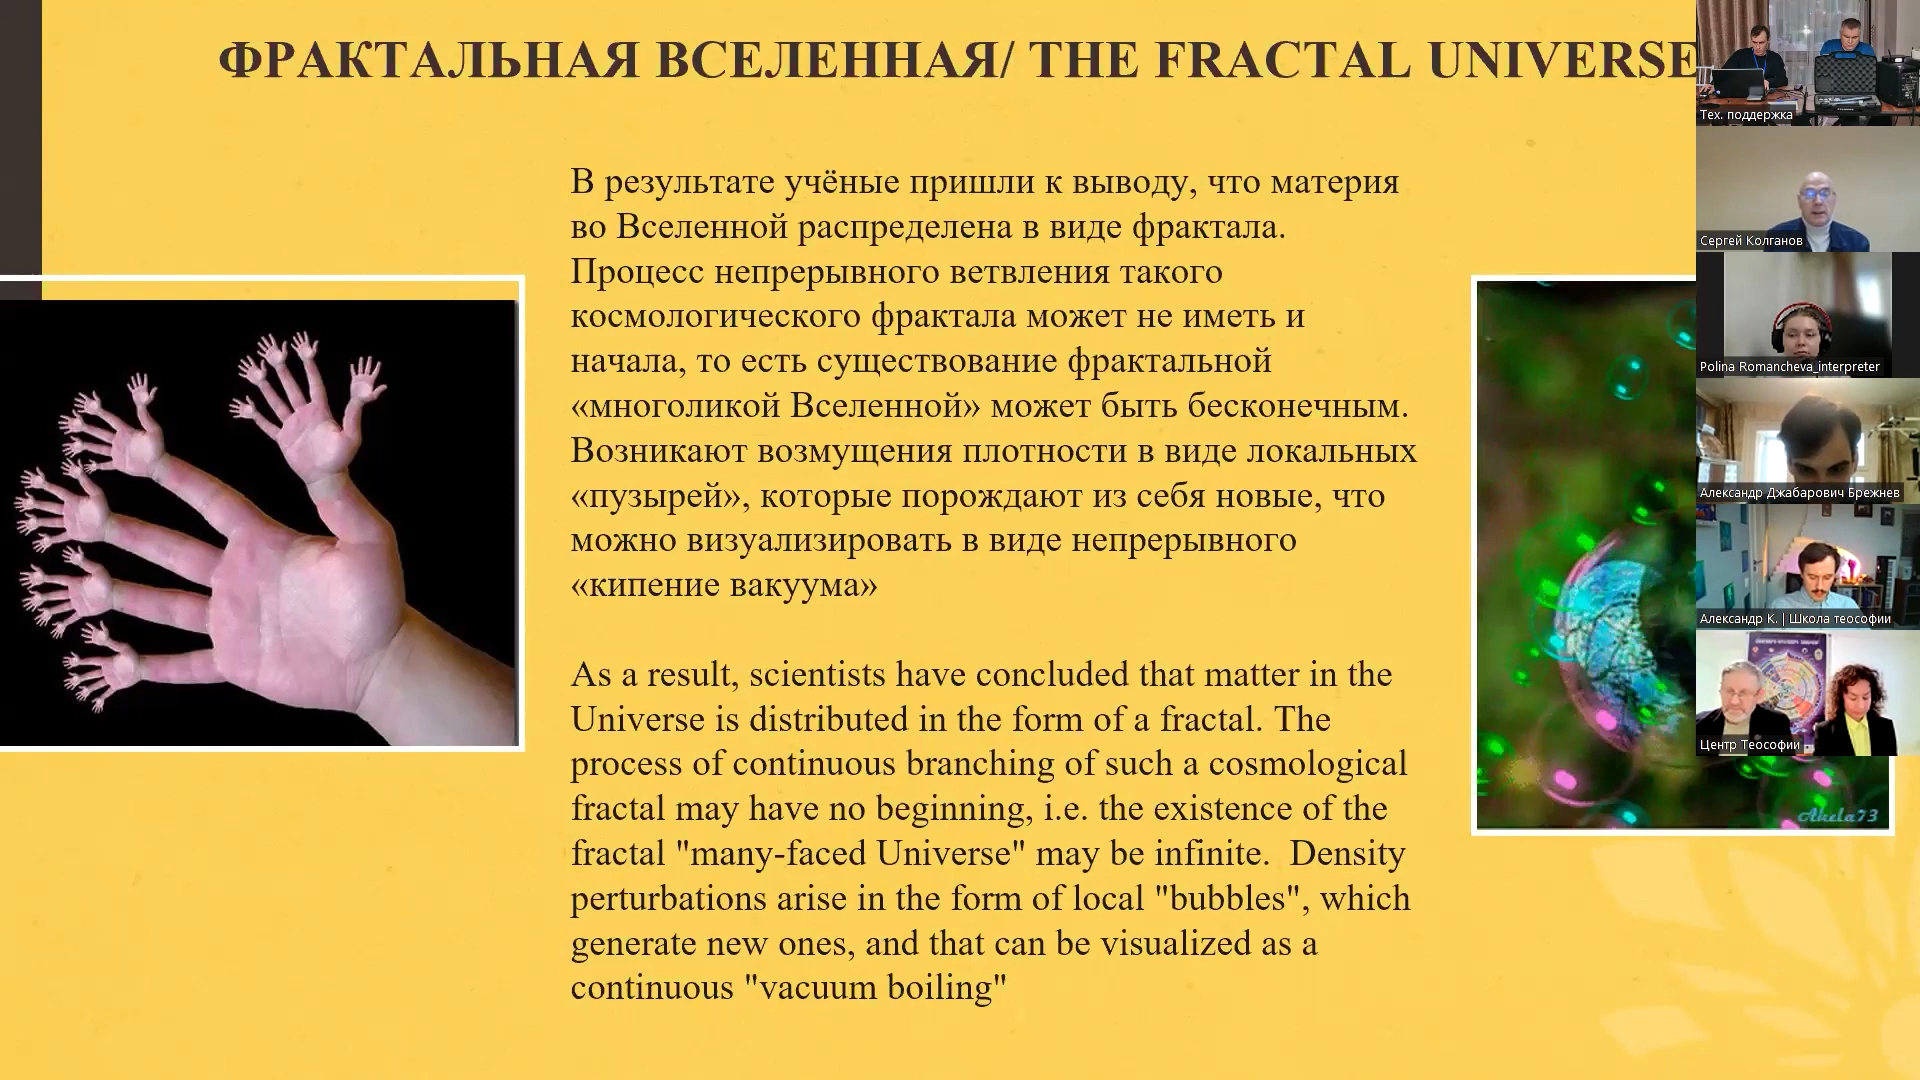 ФРАКТАЛЬНАЯ ВСЕЛЕННАЯ/ THE FRACTAL UNIVERSE
В результате учёные пришли к выводу, что материя
во Вселенной распределена в виде фрактала.
Процесс непрерывного ветвления такого
космологического фрактала может не иметь и
начала, то есть существование фрактальной
«многоликой Вселенной» может быть бесконечным.
Возникают возмущения плотности в виде локальных
«пузырей», которые порождают из себя новые, что
можно визуализировать в виде непрерывного
«кипение вакуума»
As a result, scientists have concluded that matter in the
Universe is distributed in the form of a fractal. The
process of continuous branching of such a cosmological
fractal may have no beginning, i.e. the existence of the
fractal "many-faced Universe" may be infinite.  Density
perturbations arise in the form of local "bubbles", which
generate new ones, and that can be visualized as a
continuous "vacuum boiling"
Akela73
Тех. поддержка
Сергей Колганов
Polina Romancheva_interpreter
Александр Джабарович Брежнев
Александр К. | Школа теософии
Центр Теософии